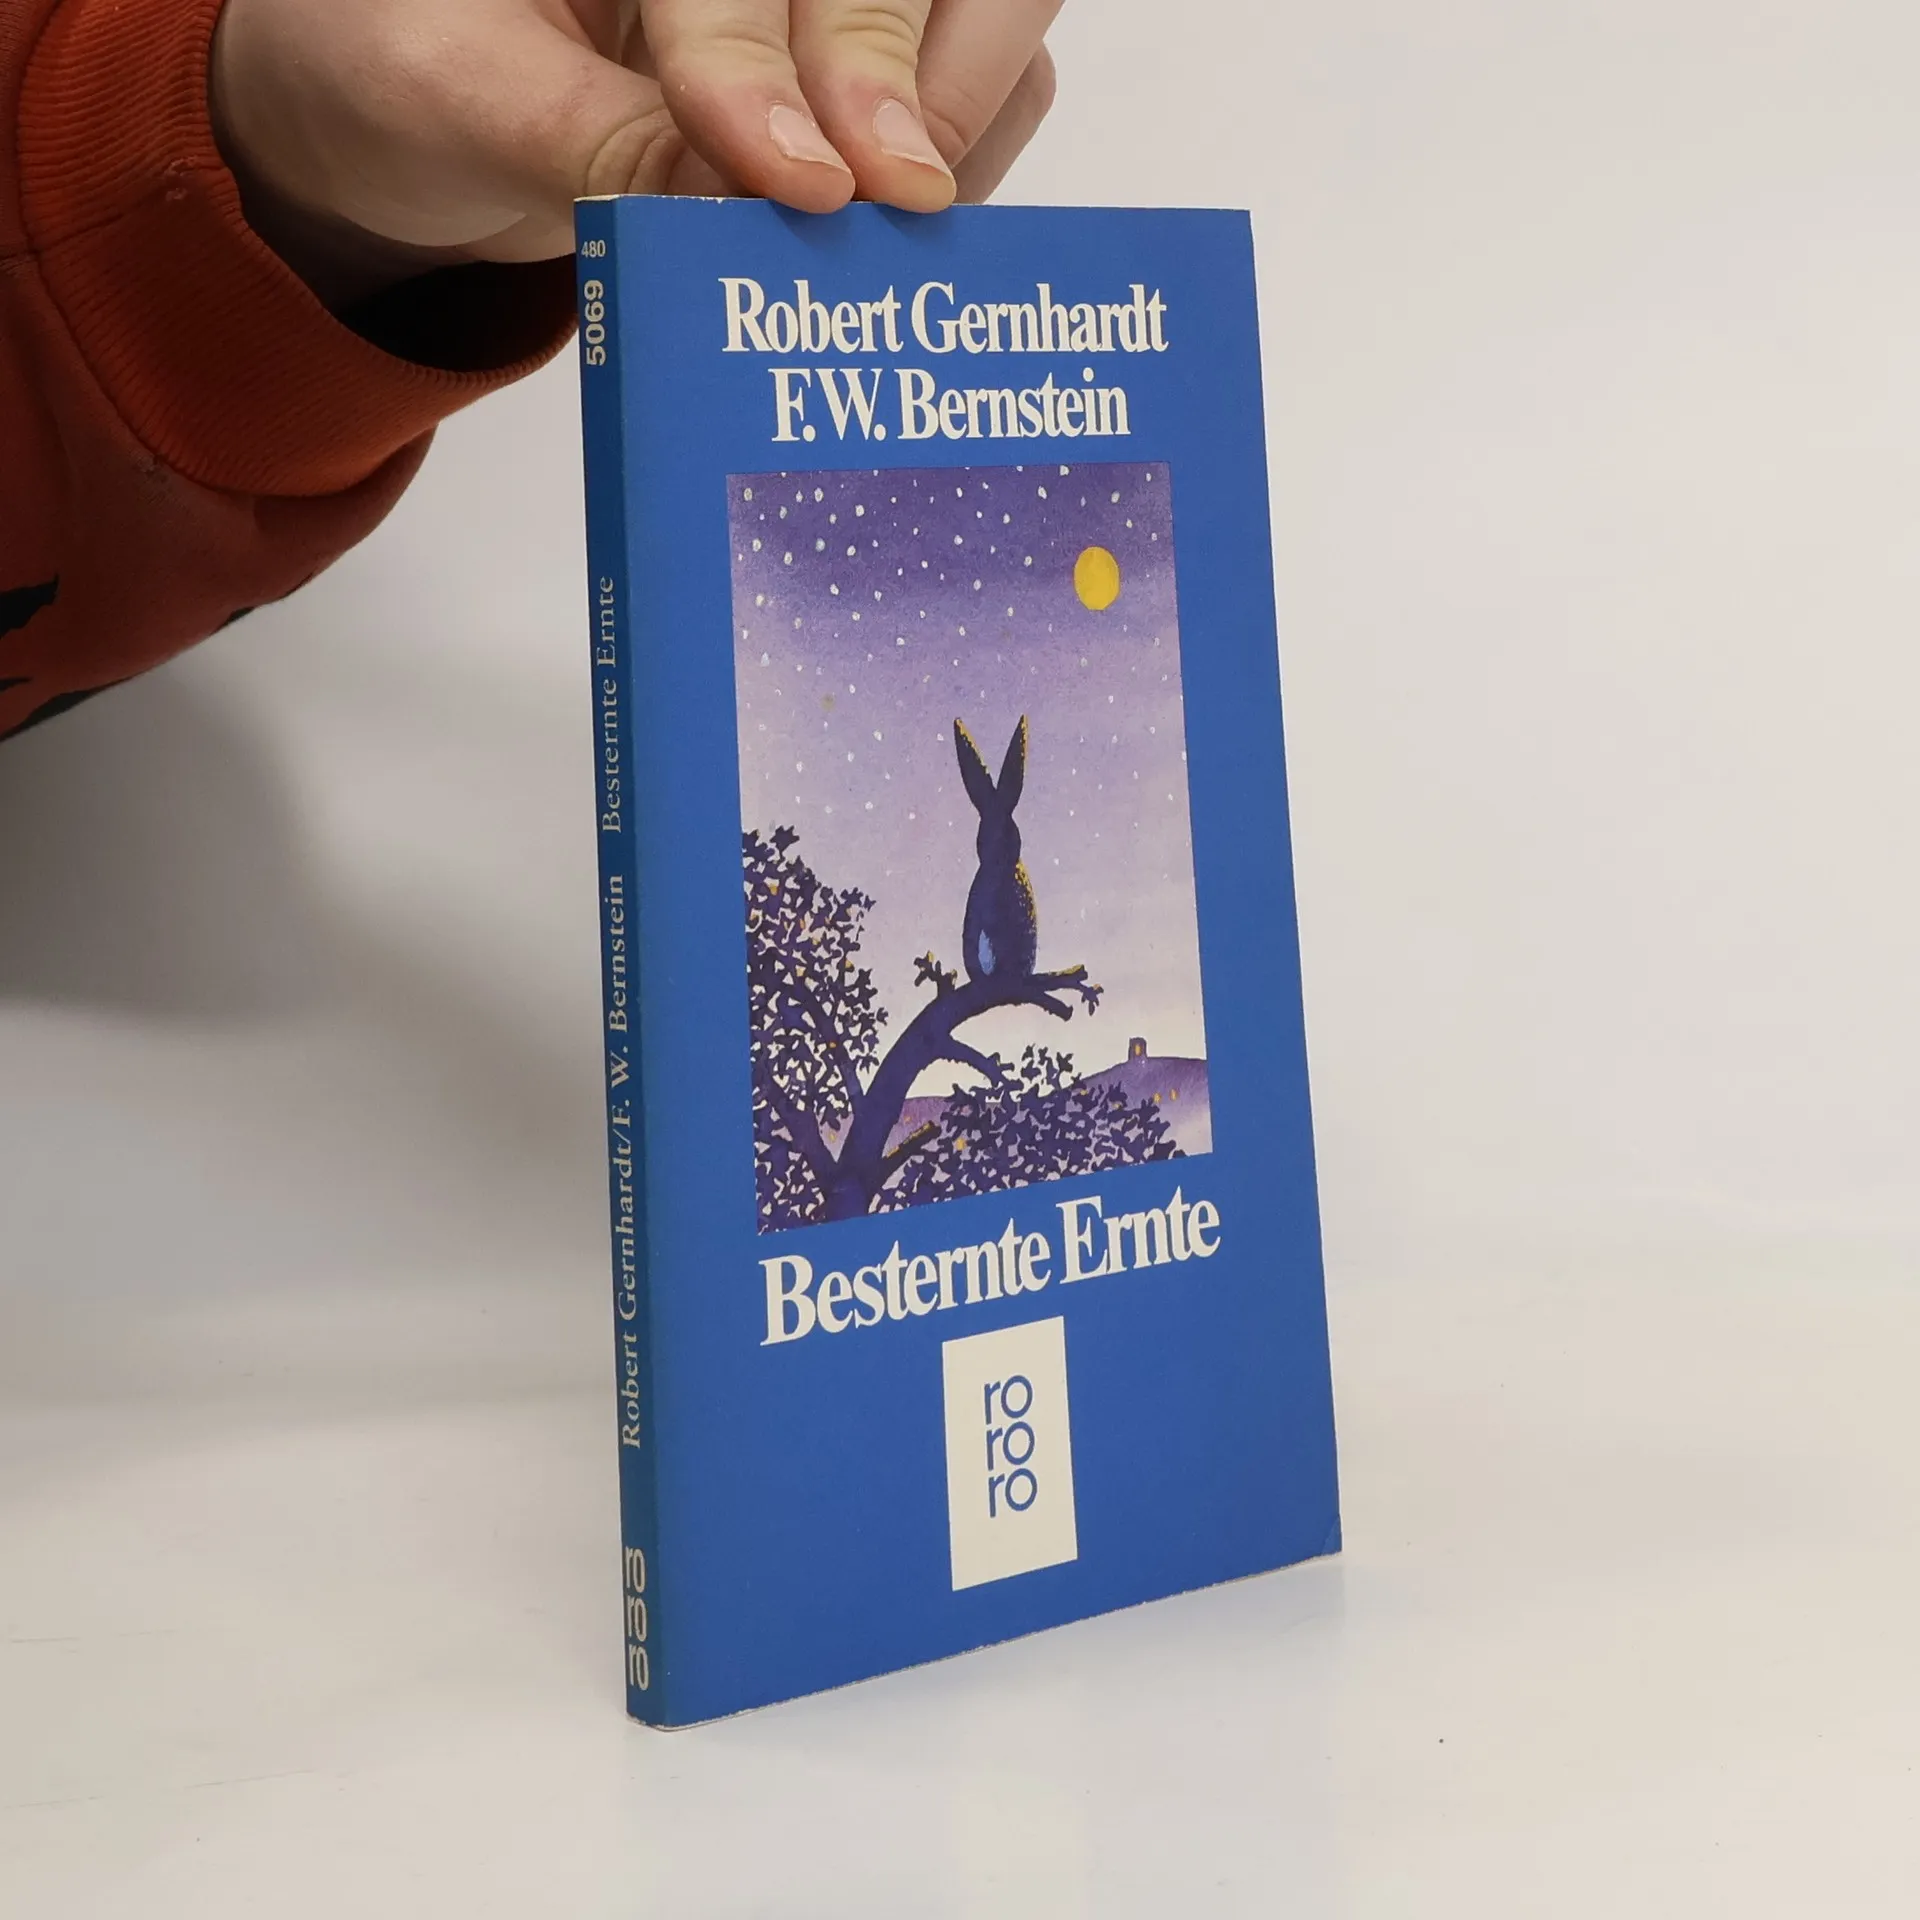 Robert Gernhardt
F.W. Bernstein
Besternte Ernte
ro
ro
ro
480
5069
Robert Gernhardt/F. W. Bernstein Besternte Ernte
ro
ro
ro